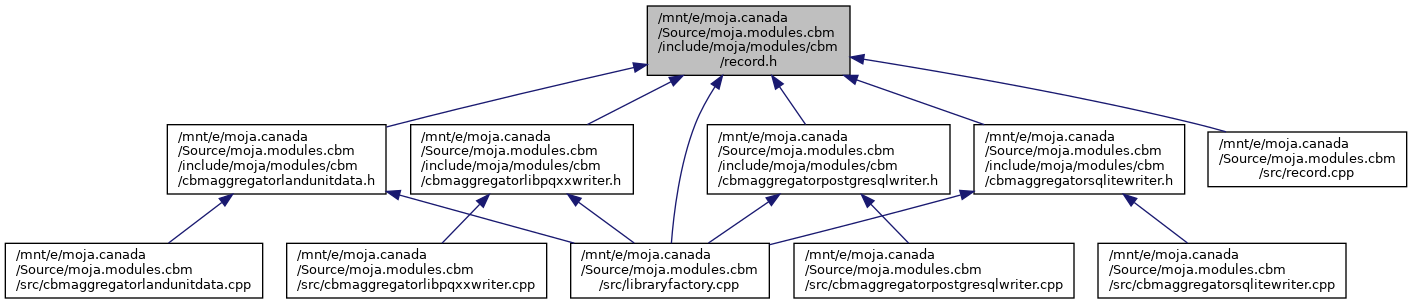 /mnt/e/moja.canada
/Source/moja.modules.cbm
/include/moja/modules/cbm
/record.h
/mnt/e/moja.canada
/Source/moja.modules.cbm
/include/moja/modules/cbm
/cbmaggregatorlandunitdata.h
/mnt/e/moja.canada
/Source/moja.modules.cbm
/include/moja/modules/cbm
/cbmaggregatorlibpqxxwriter.h
/mnt/e/moja.canada
/Source/moja.modules.cbm
/include/moja/modules/cbm
/cbmaggregatorpostgresqlwriter.h
/mnt/e/moja.canada
/Source/moja.modules.cbm
/include/moja/modules/cbm
/cbmaggregatorsqlitewriter.h
/mnt/e/moja.canada
/Source/moja.modules.cbm
/src/record.cpp
/mnt/e/moja.canada
/Source/moja.modules.cbm
/src/cbmaggregatorlandunitdata.cpp
/mnt/e/moja.canada
/Source/moja.modules.cbm
/src/cbmaggregatorlibpqxxwriter.cpp
/mnt/e/moja.canada
/Source/moja.modules.cbm
/src/libraryfactory.cpp
/mnt/e/moja.canada
/Source/moja.modules.cbm
/src/cbmaggregatorpostgresqlwriter.cpp
/mnt/e/moja.canada
/Source/moja.modules.cbm
/src/cbmaggregatorsqlitewriter.cpp